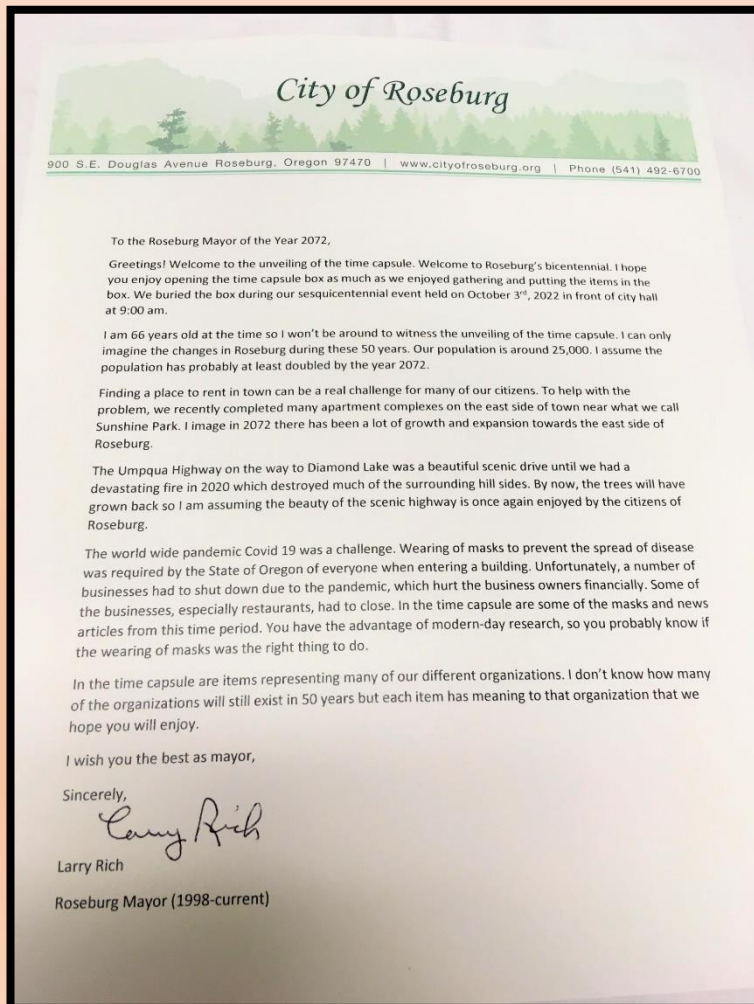 City of Roseburg
900 S.E. Douglas Avenue Roseburg, Oregon 97470 | www.cityofroseburg.org | Phone (541) 492-6700
To the Roseburg Mayor of the Year 2072,
Greetings! Welcome to the unveiling of the time capsule. Welcome to Roseburg's bicentennial. I hope
you enjoy opening the time capsule box as much as we enjoyed gathering and putting the items in the
box. We buried the box during our sesquicentennial event held on October 3rd, 2022 in front of city hall
at 9:00 am.
I am 66 years old at the time so I won't be around to witness the unveiling of the time capsule. I can only
imagine the changes in Roseburg during these 50 years. Our population is around 25,000. I assume the
population has probably at least doubled by the year 2072.
Finding a place to rent in town can be a real challenge for many of our citizens. To help with the
problem, we recently completed many apartment complexes on the east side of town near what we call
Sunshine Park. I image in 2072 there has been a lot of growth and expansion towards the east side of
Roseburg.
The Umpqua Highway on the way to Diamond Lake was a beautiful scenic drive until we had a
devastating fire in 2020 which destroyed much of the surrounding hill sides. By now, the trees will have
grown back so I am assuming the beauty of the scenic highway is once again enjoyed by the citizens of
Roseburg.
The world wide pandemic Covid 19 was a challenge. Wearing of masks to prevent the spread of disease
was required by the State of Oregon of everyone when entering a building. Unfortunately, a number of
businesses had to shut down due to the pandemic, which hurt the business owners financially. Some of
the businesses, especially restaurants, had to close. In the time capsule are some of the masks and news
articles from this time period. You have the advantage of modern-day research, so you probably know if
the wearing of masks was the right thing to do.
In the time capsule are items representing many of our different organizations. I don't know how many
of the organizations will still exist in 50 years but each item has meaning to that organization that we
hope you will enjoy.
I wish you the best as mayor,
Sincerely,
Larry Rich
Larry Rich
Roseburg Mayor (1998-current)